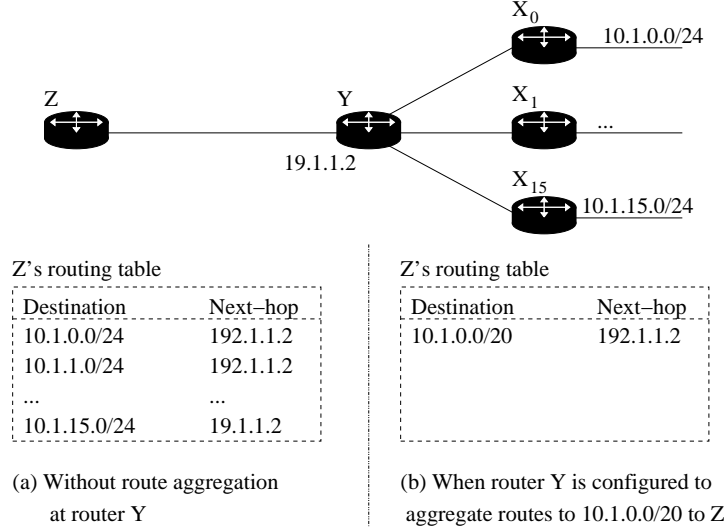 X0
10.1.0.0/24
Z
Y
X1
...
19.1.1.2
X15
10.1.15.0/24
Z's routing table
Destination Next-hop
10.1.0.0/24 192.1.1.2
10.1.1.0/24 192.1.1.2
... ...
10.1.15.0/24 19.1.1.2
(a) Without route aggregation
at router Y
Z's routing table
Destination Next-hop
10.1.0.0/20 192.1.1.2
(b) When router Y is configured to
aggregate routes to 10.1.0.0/20 to Z